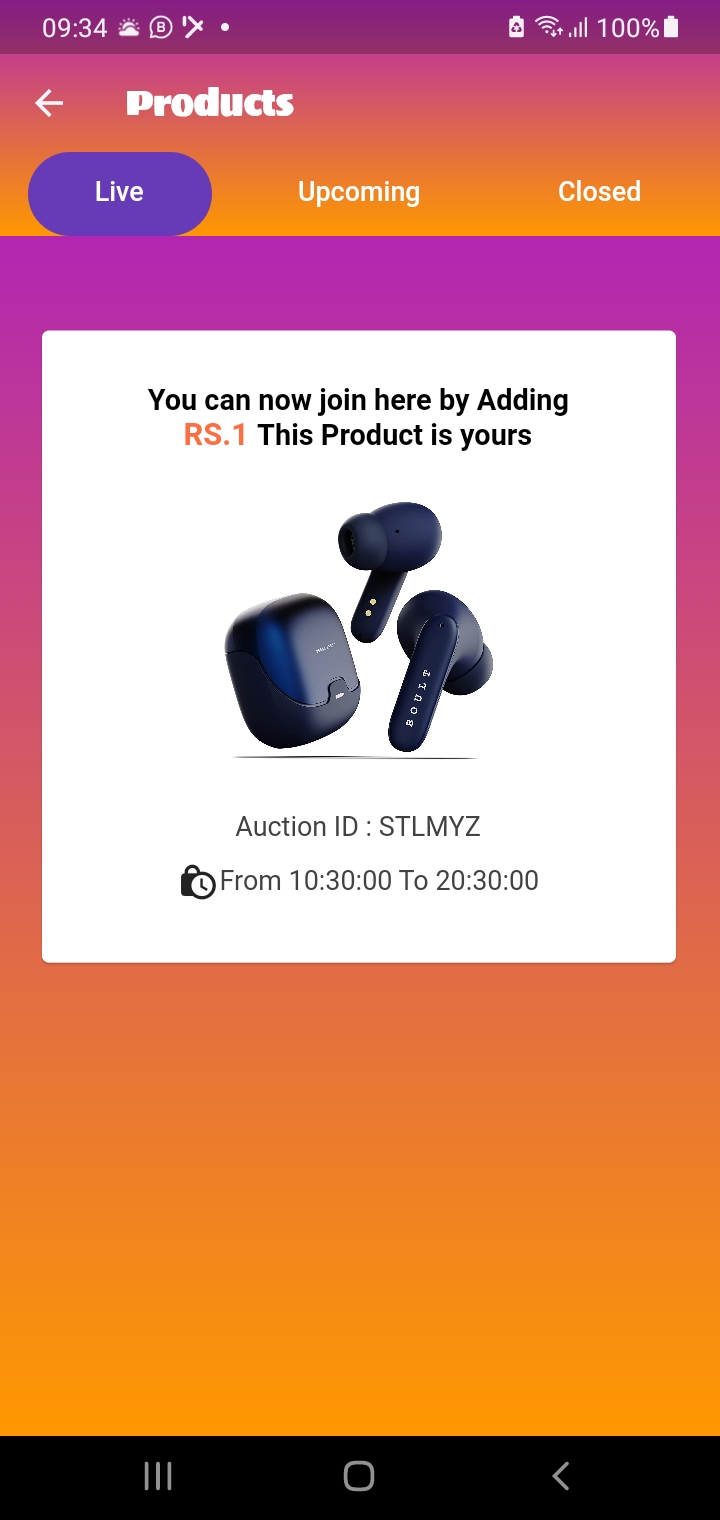 09:34
100%
Products
Live Upcoming Closed
You can now join here by Adding
RS.1 This Product is yours
BOULT
Auction ID : STLMYZ
From 10:30:00 To 20:30:00